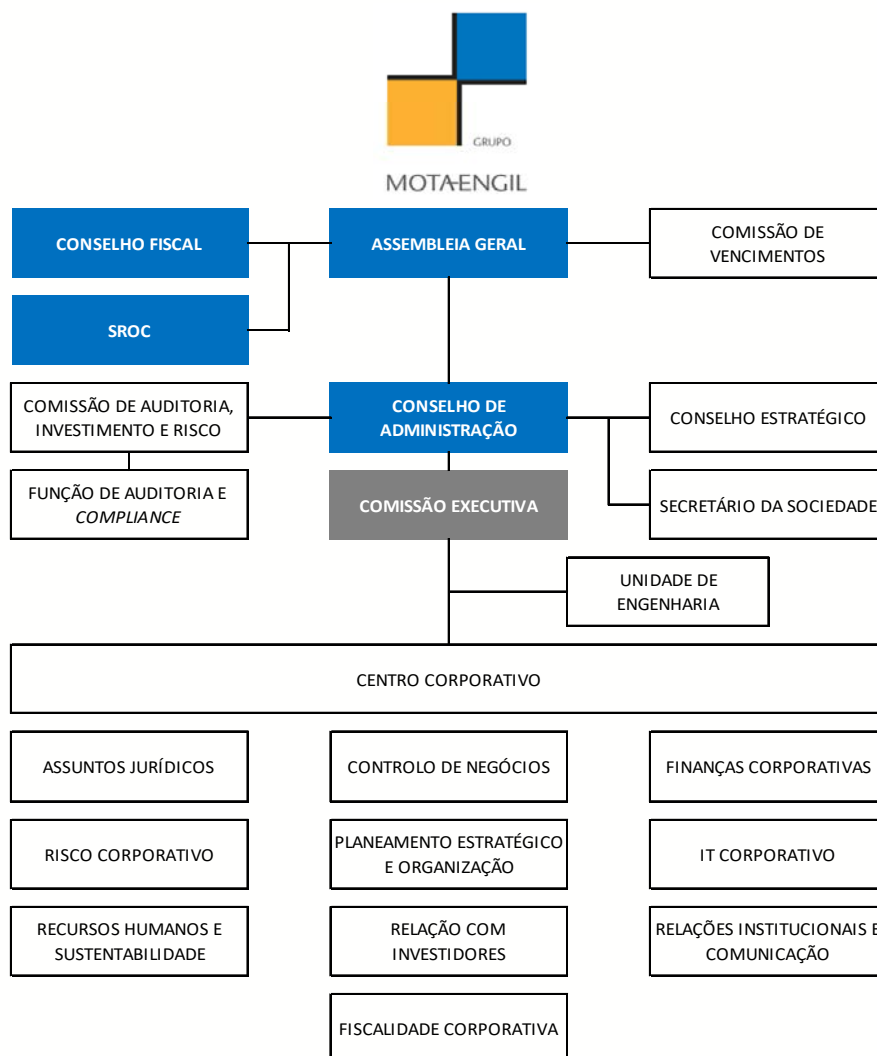 GRUPO
MOTA-ENGIL
CONSELHO FISCAL
ASSEMBLEIA GERAL
COMISSÃO DE
VENCIMENTOS
SROC
COMISSÃO DE AUDITORIA,
INVESTIMENTO E RISCO
CONSELHO DE
ADMINISTRAÇÃO
CONSELHO ESTRATÉGICO
FUNÇÃO DE AUDITORIA E
COMPLIANCE
COMISSÃO EXECUTIVA
SECRETÁRIO DA SOCIEDADE
UNIDADE DE
ENGENHARIA
CENTRO CORPORATIVO
ASSUNTOS JURÍDICOS
CONTROLO DE NEGÓCIOS
FINANÇAS CORPORATIVAS
RISCO CORPORATIVO
PLANEAMENTO ESTRATÉGICO
E ORGANIZAÇÃO
IT CORPORATIVO
RECURSOS HUMANOS E
SUSTENTABILIDADE
RELAÇÃO COM
INVESTIDORES
RELAÇÕES INSTITUCIONAIS E
COMUNICAÇÃO
FISCALIDADE CORPORATIVA